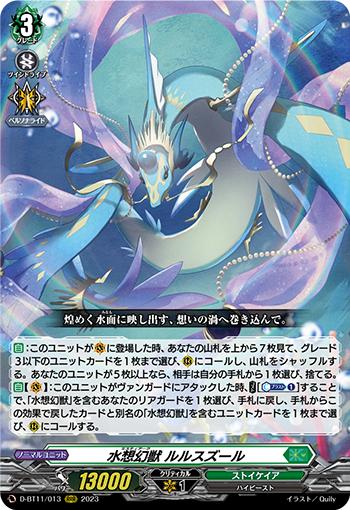 3
グレード
ツインドライブ
ペルソナライド
煌めく水面に映し出す、想いの渦へ巻き込んで。
みなも
自：このユニットがVに登場した時、あなたの山札を上から７枚見て、グレード
３以下のユニットカードを１枚まで選び、Rにコールし、山札をシャッフルす
る。あなたのユニットが５枚以上なら、相手は自分の手札から１枚選び、捨てる。
自【V】：このユニットがヴァンガードにアタックした時、【ブラスト１】することで、
「水想幻獣」を含むあなたのリアガードを１枚選び、手札に戻し、手札からこ
の効果で戻したカードと別名の「水想幻獣」を含むユニットカードを１枚まで選び、Rにコールする。
ノーマルユニット
水想幻獣 ルルスズール
パワー
13000
クリティカル
1
ストイケイア
ハイビースト
D-BT11/013 RRR 2023
イラスト／ Quily